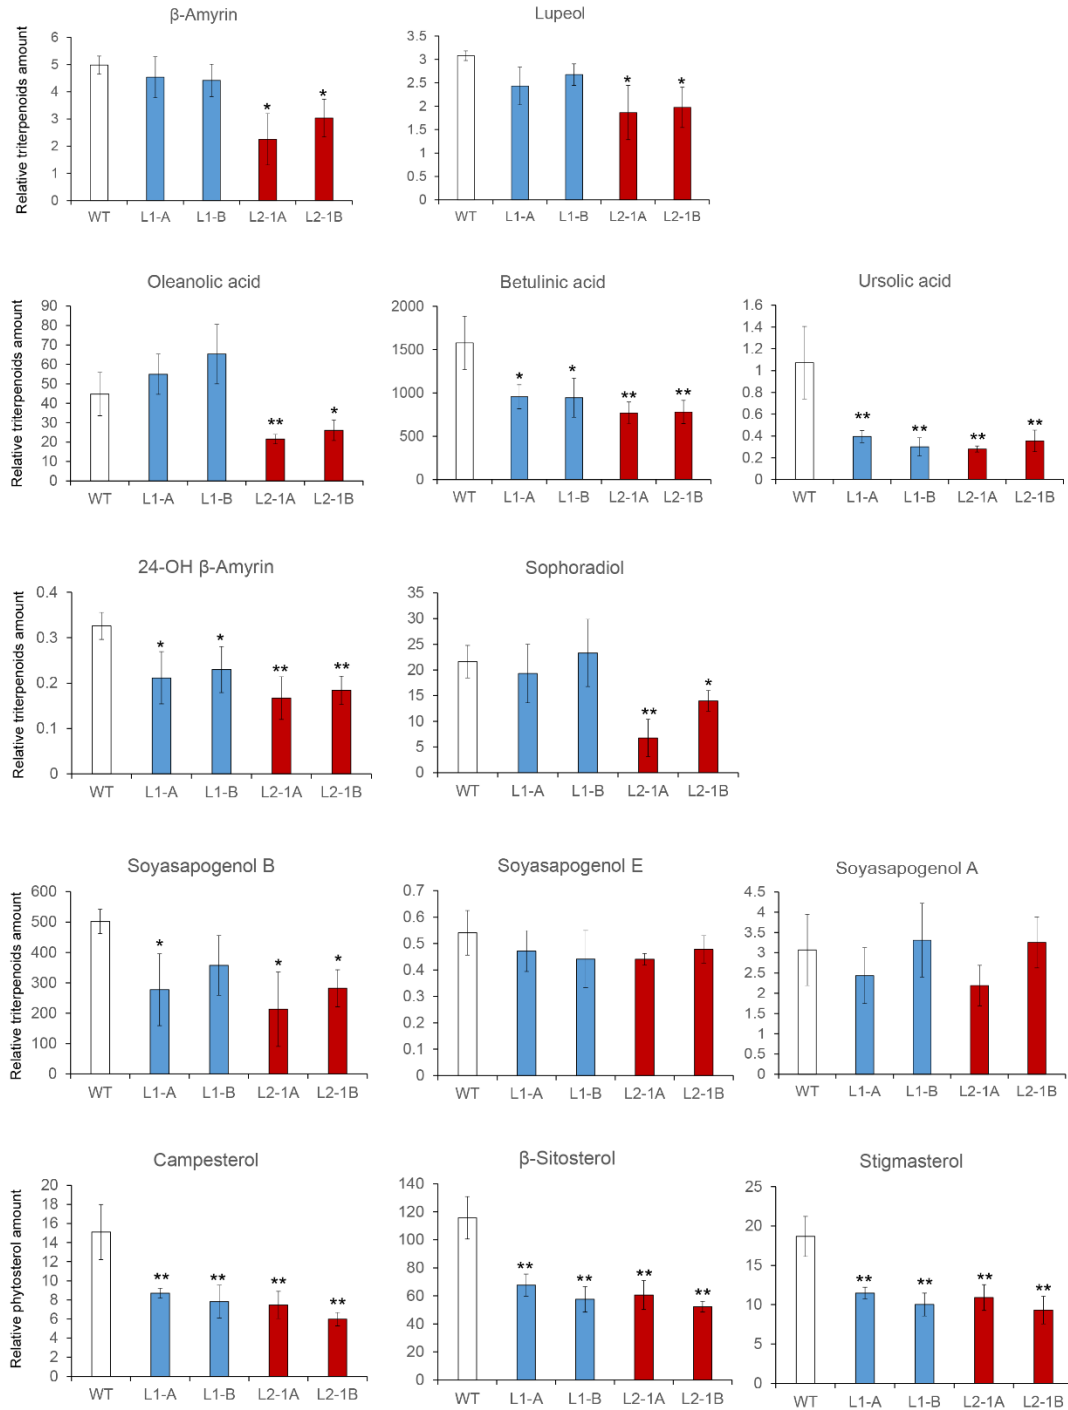 β-Amyrin
Relative triterpenoids amount
6
5
4
3
2
1
0
*
*
WT L1-A L1-B L2-1A L2-1B
Lupeol
3.5
3
2.5
2
1.5
1
0.5
0
*
*
WT L1-A L1-B L2-1A L2-1B
Oleanolic acid
Relative triterpenoids amount
90
80
70
60
50
40
30
20
10
0
**
*
WT L1-A L1-B L2-1A L2-1B
Betulinic acid
2000
1500
1000
500
0
* * ** **
WT L1-A L1-B L2-1A L2-1B
Ursolic acid
1.6
1.4
1.2
1
0.8
0.6
0.4
0.2
0
** ** ** **
WT L1-A L1-B L2-1A L2-1B
24-OH β-Amyrin
Relative triterpenoids amount
0.4
0.3
0.2
0.1
0
* * ** **
WT L1-A L1-B L2-1A L2-1B
Sophoradiol
35
30
25
20
15
10
5
0
** *
WT L1-A L1-B L2-1A L2-1B
Soyasapogenol B
Relative triterpenoids amount
600
500
400
300
200
100
0
* * *
WT L1-A L1-B L2-1A L2-1B
Soyasapogenol E
0.7
0.6
0.5
0.4
0.3
0.2
0.1
0
WT L1-A L1-B L2-1A L2-1B
Soyasapogenol A
4.5
4
3.5
3
2.5
2
1.5
1
0.5
0
WT L1-A L1-B L2-1A L2-1B
Campesterol
Relative phytosterol amount
20
18
16
14
12
10
8
6
4
2
0
** ** ** **
WT L1-A L1-B L2-1A L2-1B
β-Sitosterol
140
120
100
80
60
40
20
0
** ** ** **
WT L1-A L1-B L2-1A L2-1B
Stigmasterol
25
20
15
10
5
0
** ** ** **
WT L1-A L1-B L2-1A L2-1B